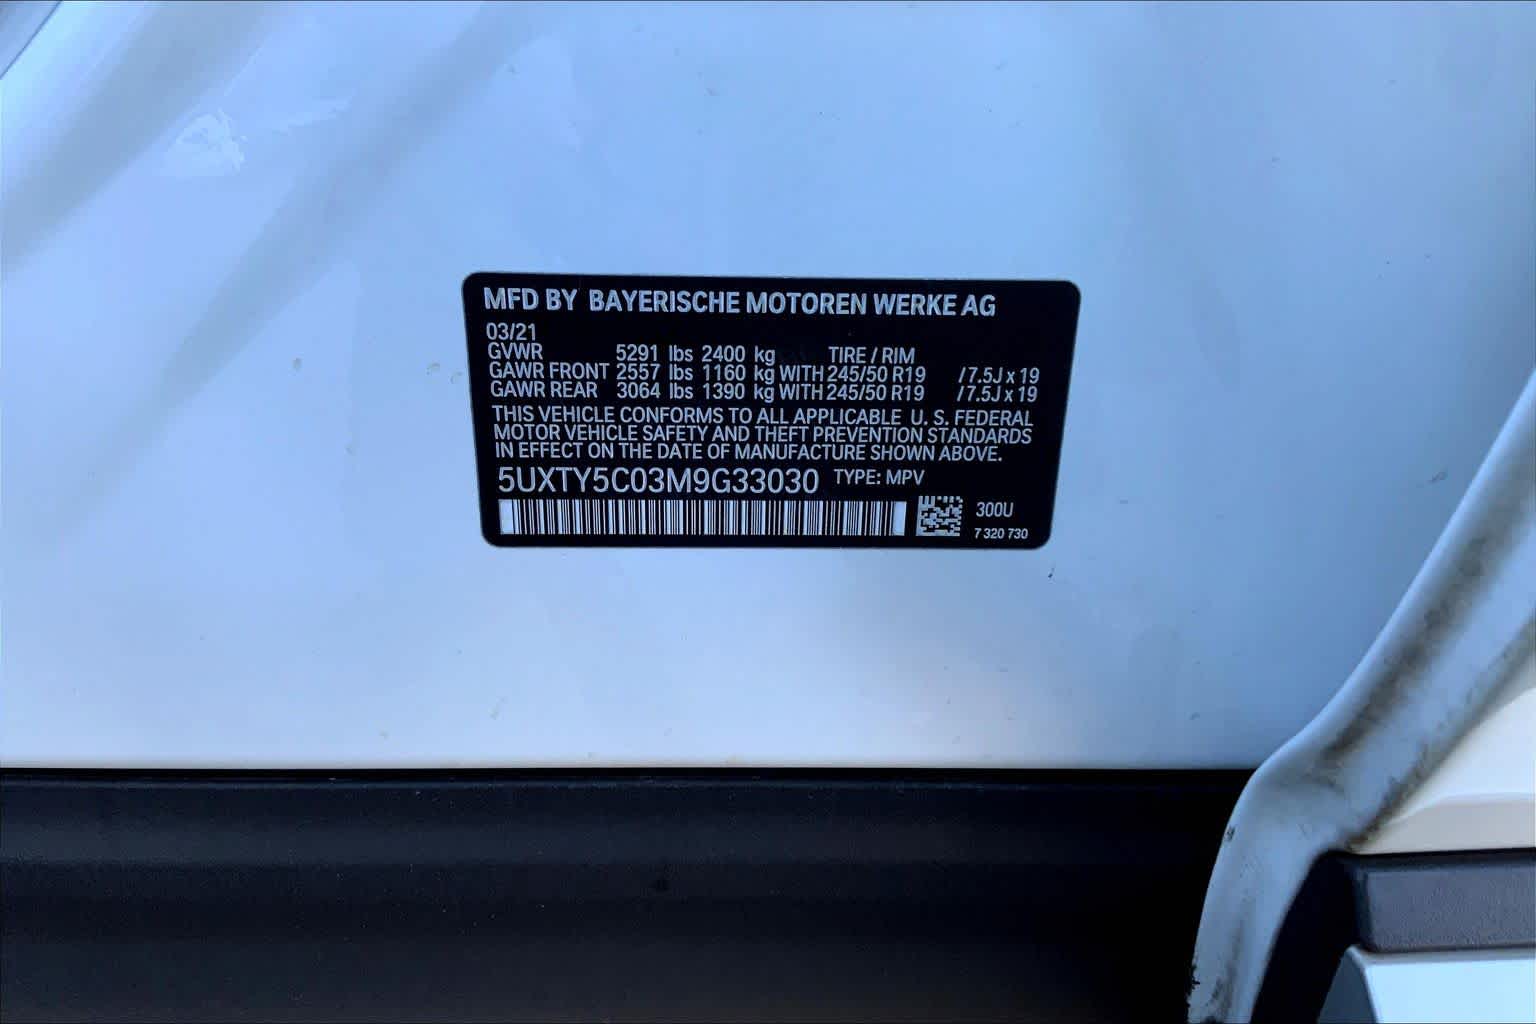 MFD BY BAYERISCHE MOTOREN WERKE AG
03/21
GVWR 5291 lbs 2400 kg TIRE / RIM
GAWR FRONT 2557 lbs 1160 kg WITH 245/50 R19 /7.5J x 19
GAWR REAR 3064 lbs 1390 kg WITH 245/50 R19 /7.5J x 19
THIS VEHICLE CONFORMS TO ALL APPLICABLE U. S. FEDERAL
MOTOR VEHICLE SAFETY AND THEFT PREVENTION STANDARDS
IN EFFECT ON THE DATE OF MANUFACTURE SHOWN ABOVE.
5UXTY5C03M9G33030 TYPE: MPV
300U
7 320 730